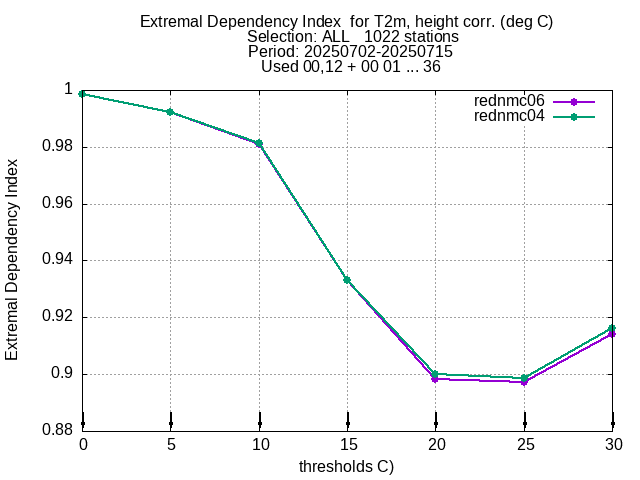 Extremal Dependency Index  for T2m, height corr. (deg C)
Selection: ALL   1022 stations
Period: 20250702-20250715
Used 00,12 + 00 01 ... 36
rednmc06
rednmc04
Extremal Dependency Index
1
0.98
0.96
0.94
0.92
0.9
0.88
0 5 10 15 20 25 30
thresholds C)